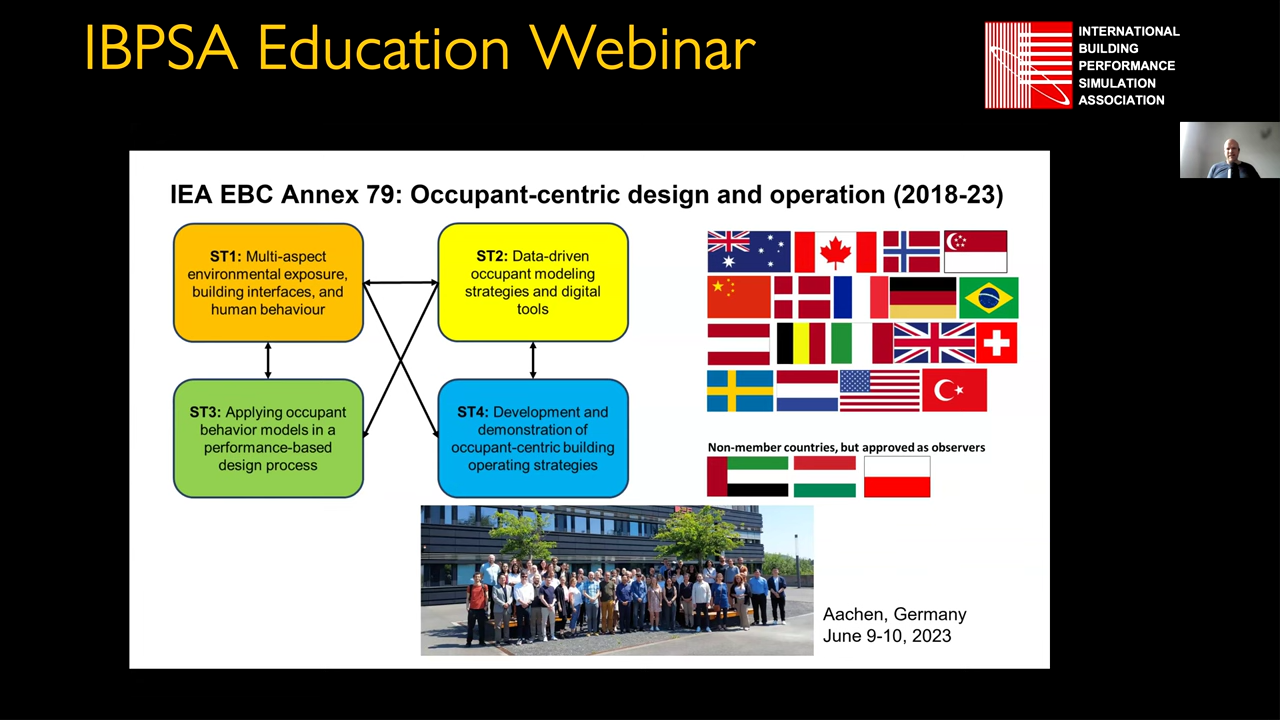 IBPSA Education Webinar
INTERNATIONAL
BUILDING
PERFORMANCE
SIMULATION
ASSOCIATION
IEA EBC Annex 79: Occupant-centric design and operation (2018-23)
ST1: Multi-aspect
environmental exposure,
building interfaces, and
human behaviour
ST2: Data-driven
occupant modeling
strategies and digital
tools
ST3: Applying occupant
behavior models in a
performance-based
design process
ST4: Development and
demonstration of
occupant-centric building
operating strategies
Non-member countries, but approved as observers
Aachen, Germany
June 9-10, 2023